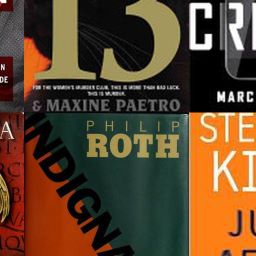 13
CR
N
DE
FOR THE WOMEN'S MURDER CLUB, THIS IS MORE THAN BAD LUCK.
THIS IS MURDER.
& MAXINE PAETRO
MARC
A
INDIGNA
PHILIP
ROTH
STE
KI
JU